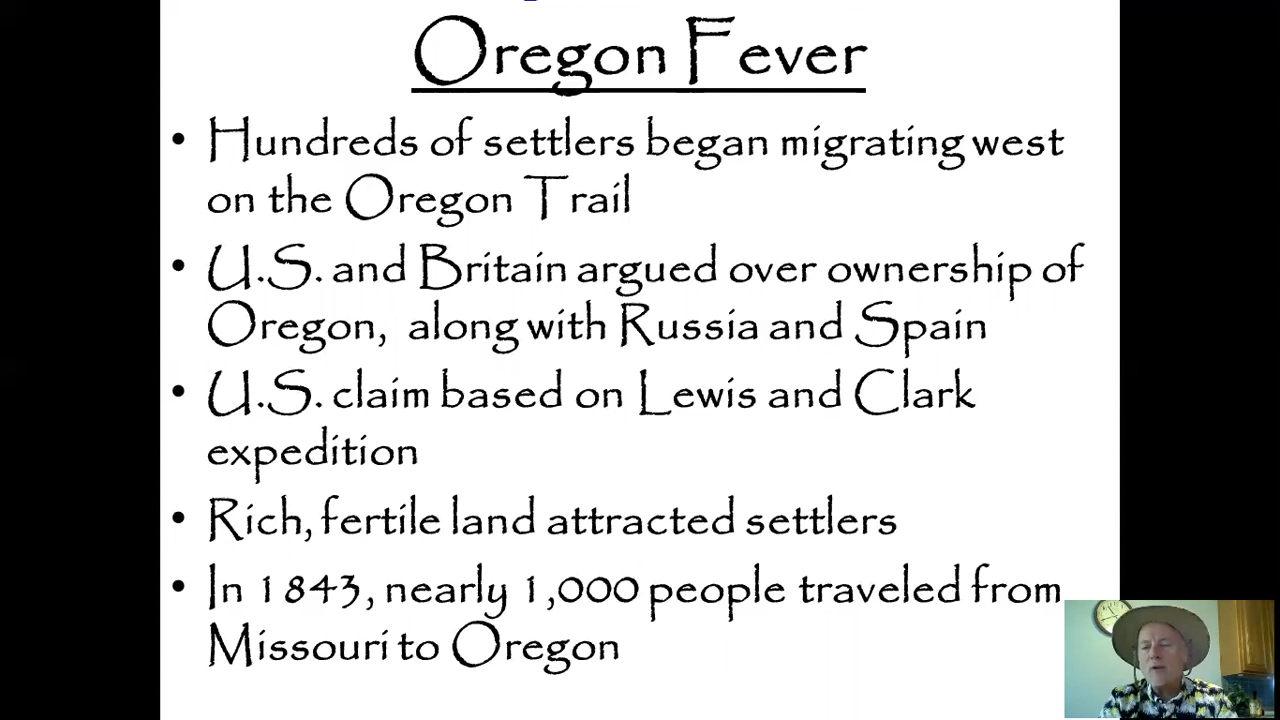 Oregon Fever
• Hundreds of settlers began migrating west
on the Oregon Trail
• U.S. and Britain argued over ownership of
Oregon, along with Russia and Spain
• U.S. claim based on Lewis and Clark
expedition
• Rich, fertile land attracted settlers
• In 1843, nearly 1,000 people traveled from
Missouri to Oregon